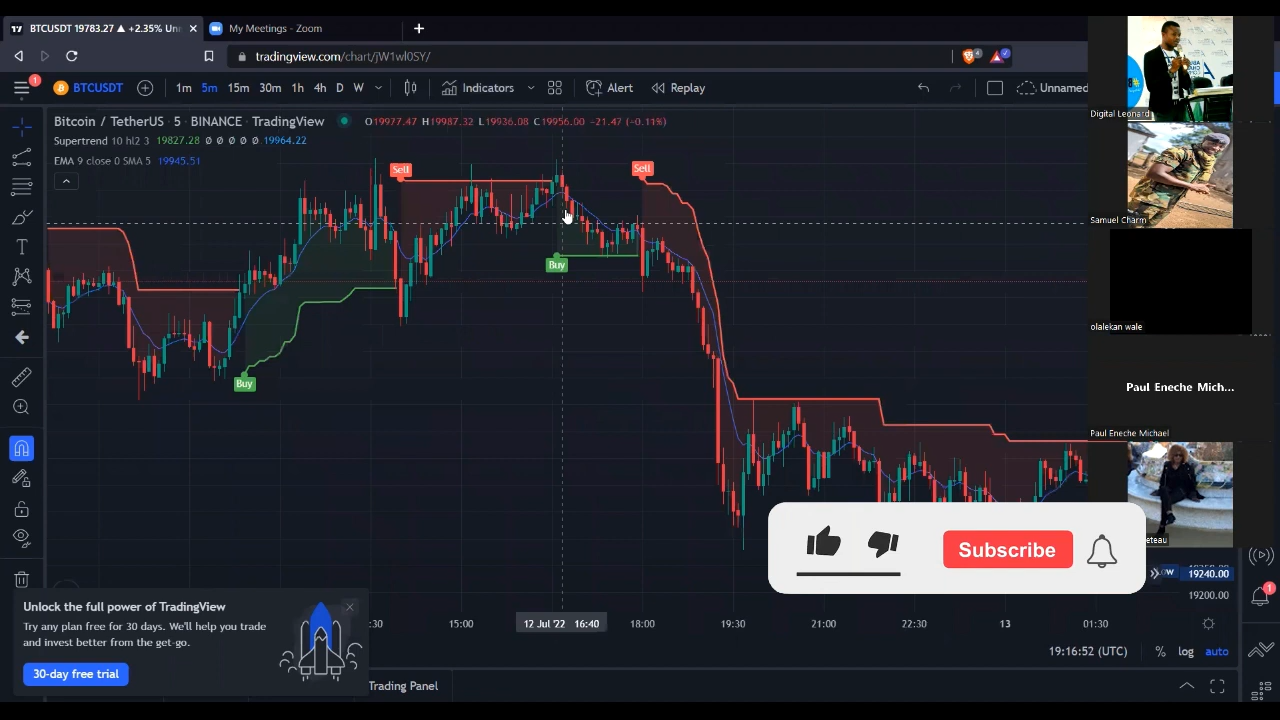 BTCUSDT 19783.27 ▲ +2.35% Un
My Meetings - Zoom
tradingview.com/chart/jW1wl0SY/
4
1
BTCUSDT
1m 5m 15m 30m 1h 4h D W
Indicators
Alert
Replay
Unnamed
Bitcoin / TetherUS · 5 · BINANCE · TradingView
O19977.47 H19987.32 L19936.08 C19956.00 -21.47 (-0.11%)
Supertrend 10 hl2 3 19827.28 ∅ ∅ ∅ ∅ ∅ 19964.22
EMA 9 close 0 SMA 5 19945.51
Sell
Sell
Buy
Buy
Digital Leonard
Samuel Charm
olalekan wale
Paul Eneche Mich...
Paul Eneche Michael
eteau
Subscribe
19240.00
19200.00
1
Unlock the full power of TradingView
Try any plan free for 30 days. We'll help you trade
and invest better from the get-go.
30-day free trial
:30 15:00 12 Jul '22 16:40 18:00 19:30 21:00 22:30 13 01:30
19:16:52 (UTC) % log auto
Trading Panel